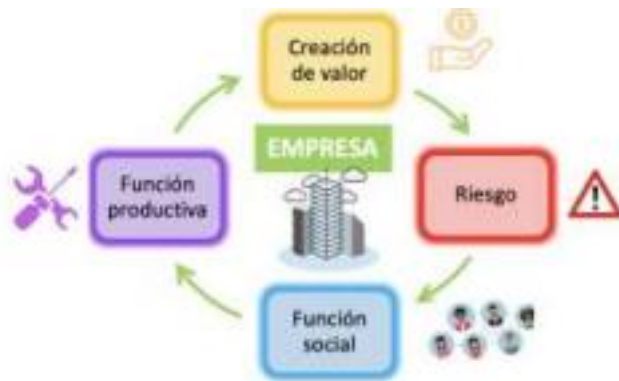 Creación
de valor
EMPRESA
Función
productiva
Riesgo
Función
social